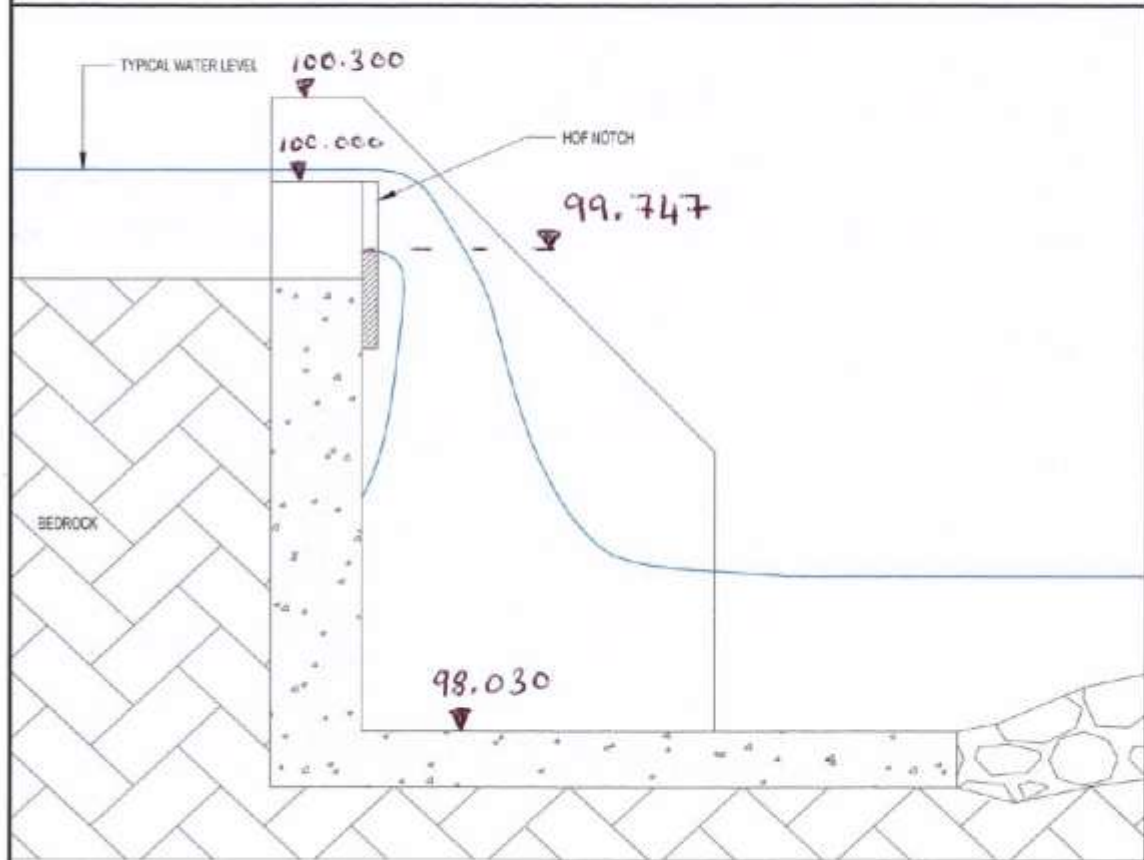 TYPICAL WATER LEVEL
100.300
HOF NOTCH
100.000
99.747
BEDROCK
98.030